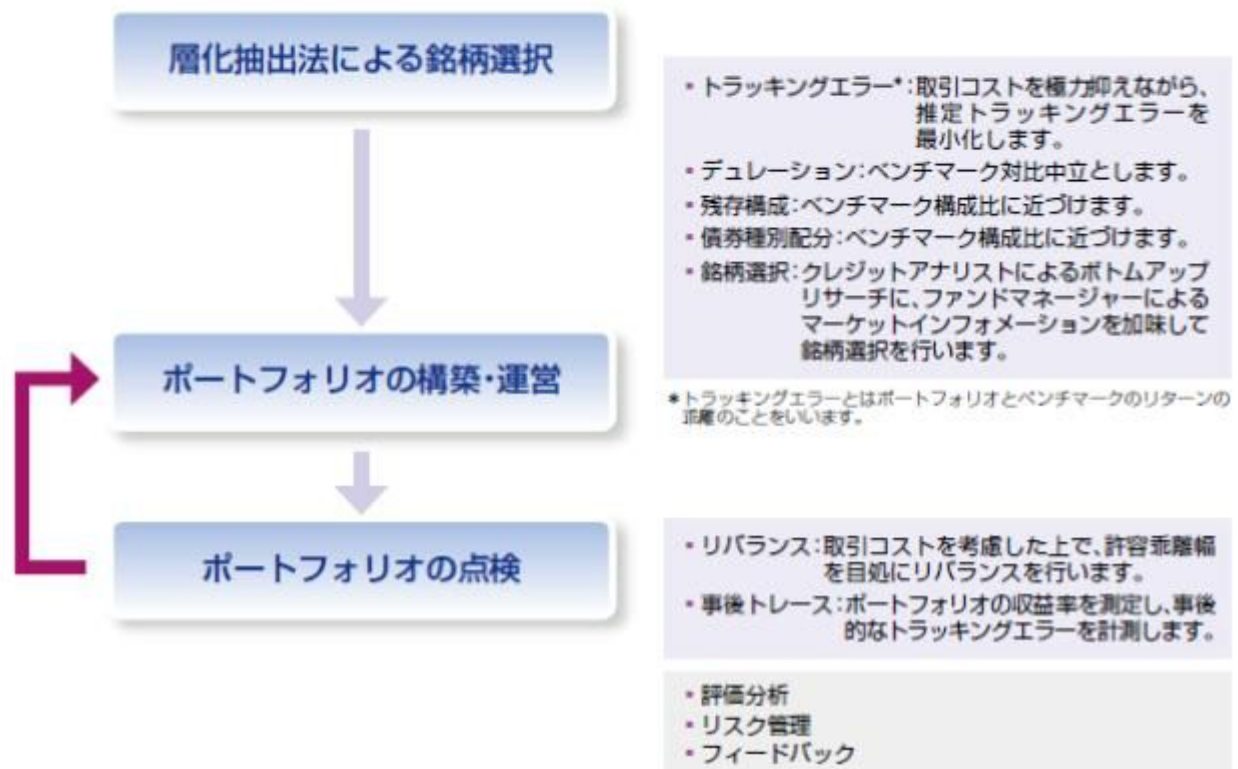 層化抽出法による銘柄選択
・トラッキングエラー*:取引コストを極力抑えながら、
推定トラッキングエラーを
最小化します。
・デュレーション:ベンチマーク対比中立とします。
・残存構成:ベンチマーク構成比に近づけます。
・債券種別配分:ベンチマーク構成比に近づけます。
・銘柄選択:クレジットアナリストによるボトムアップ
リサーチに、ファンドマネージャーによる
マーケットインフォメーションを加味して
銘柄選択を行います。
ポートフォリオの構築・運営
*トラッキングエラーとはポートフォリオとベンチマークのリターンの
乖離のことをいいます。
ポートフォリオの点検
・リバランス:取引コストを考慮した上で、許容乖離幅
を目処にリバランスを行います。
・事後トレース:ポートフォリオの収益率を測定し、事後
的なトラッキングエラーを計測します。
・評価分析
・リスク管理
・フィードバック